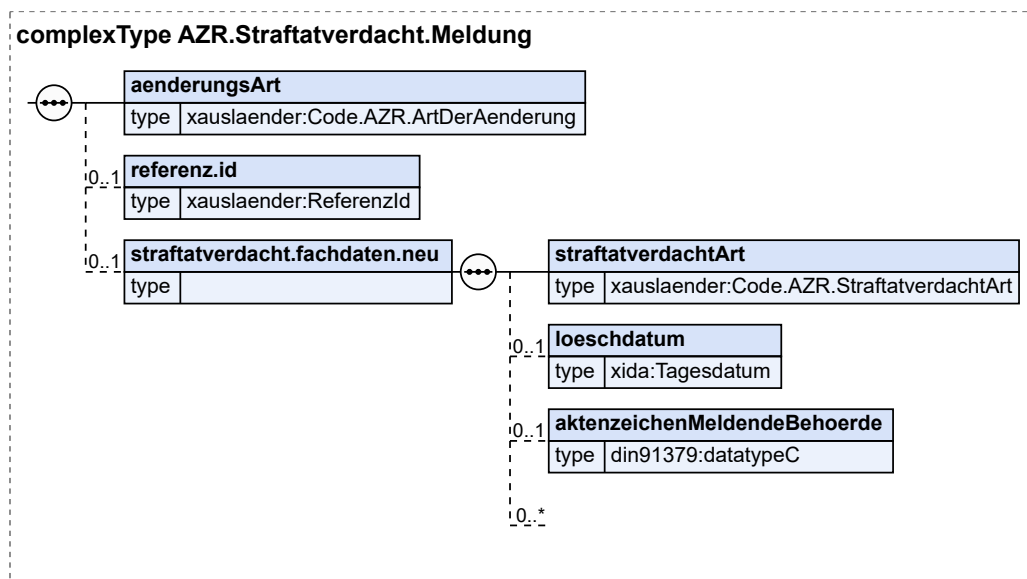 complexType AZR.Straftatverdacht.Meldung
aenderungsArt
type xauslaender:Code.AZR.ArtDerAenderung
0..1 referenz.id
type xauslaender:ReferenzId
0..1 straftatverdacht.fachdaten.neu
type
straftatverdachtArt
type xauslaender:Code.AZR.StraftatverdachtArt
0..1 loeschdatum
type xida:Tagesdatum
0..1 aktenzeichenMeldendeBehoerde
type din91379:datatypeC
0..*